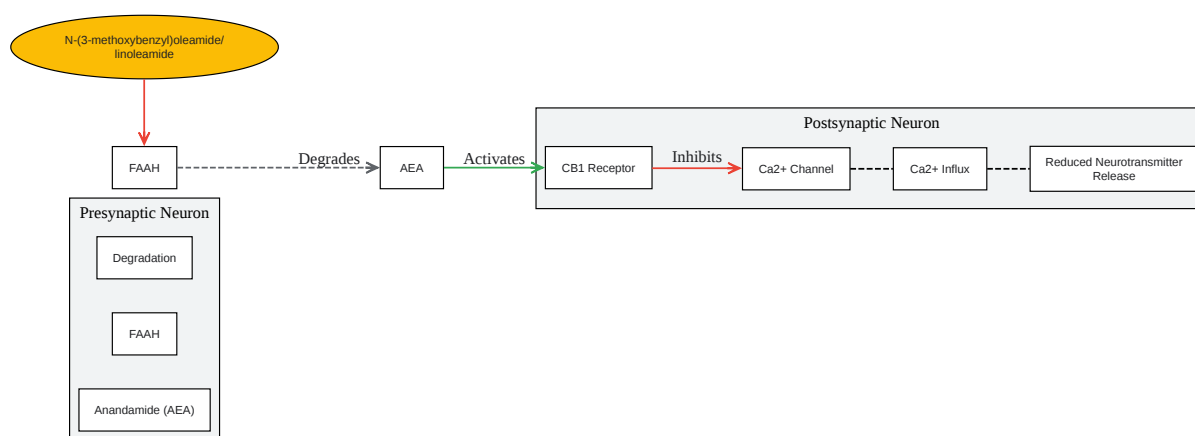 N-(3-methoxybenzyl)oleamide/
linoleamide
Postsynaptic Neuron
FAAH
Degrades
AEA
Activates
CB1 Receptor
Inhibits
Ca2+ Channel
Ca2+ Influx
Reduced Neurotransmitter
Release
Presynaptic Neuron
Degradation
FAAH
Anandamide (AEA)